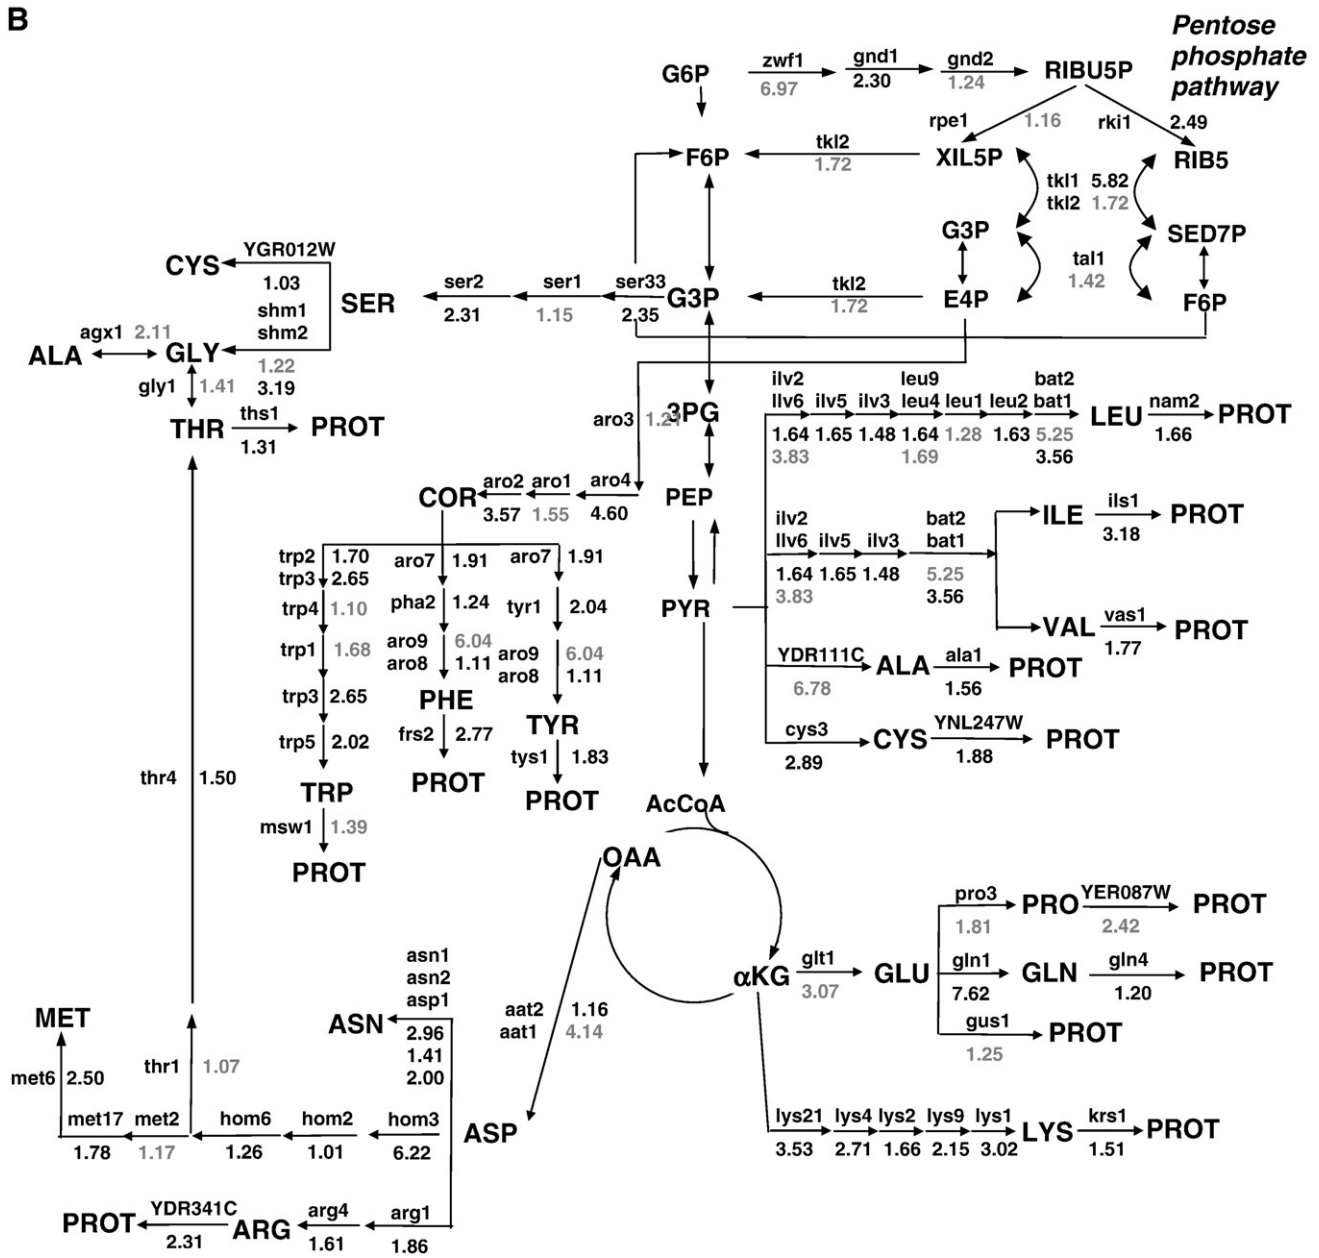 B
Pentose
phosphate
pathway
G6P
zwf1
6.97
gnd1
2.30
gnd2
1.24
RIBU5P
rpe1
1.16
rki1
2.49
F6P
tkl2
1.72
XIL5P
RIB5
tkl1 5.82
tkl2 1.72
G3P
SED7P
tal1
1.42
CYS
YGR012W
1.03
shm1
shm2
1.22
3.19
SER
ser2
2.31
ser1
1.15
ser33
2.35
G3P
tkl2
1.72
E4P
F6P
ALA
agx1 2.11
GLY
gly1 1.41
THR
ths1
1.31
PROT
aro3
3PG
ilv2
Ilv6 ilv5 ilv3
leu9
leu4 leu1 leu2
bat2
bat1
1.64 1.65 1.48 1.64 1.28 1.63 5.25
3.83 1.69 3.56
LEU
nam2
1.66
PROT
COR
aro2 aro1 aro4
3.57 1.55 4.60
PEP
ilv2
Ilv6 ilv5 ilv3
bat2
bat1
1.64 1.65 1.48 5.25
3.83 3.56
ILE
ils1
3.18
PROT
trp2 1.70
trp3 2.65
trp4 1.10
trp1 1.68
trp3 2.65
trp5 2.02
TRP
msw1 1.39
PROT
aro7 1.91
pha2 1.24
aro9 6.04
aro8 1.11
PHE
frs2 2.77
PROT
aro7 1.91
tyr1 2.04
aro9 6.04
aro8 1.11
TYR
tys1 1.83
PROT
PYR
VAL
vas1
1.77
PROT
YDR111C
6.78
ALA
ala1
1.56
PROT
cys3
2.89
CYS
YNL247W
1.88
PROT
thr4 1.50
AcCoA
OAA
αKG
glt1
3.07
GLU
pro3
1.81
PRO
YER087W
2.42
PROT
gln1
7.62
GLN
gln4
1.20
PROT
gus1
1.25
PROT
aat2 1.16
aat1 4.14
asn1
asn2
asp1
ASN
2.96
1.41
2.00
MET
met6 2.50
thr1 1.07
met17
1.78
met2
1.17
hom6
1.26
hom2
1.01
hom3
6.22
ASP
lys21 lys4 lys2 lys9 lys1
3.53 2.71 1.66 2.15 3.02
LYS
krs1
1.51
PROT
PROT
YDR341C
2.31
ARG
arg4
1.61
arg1
1.86